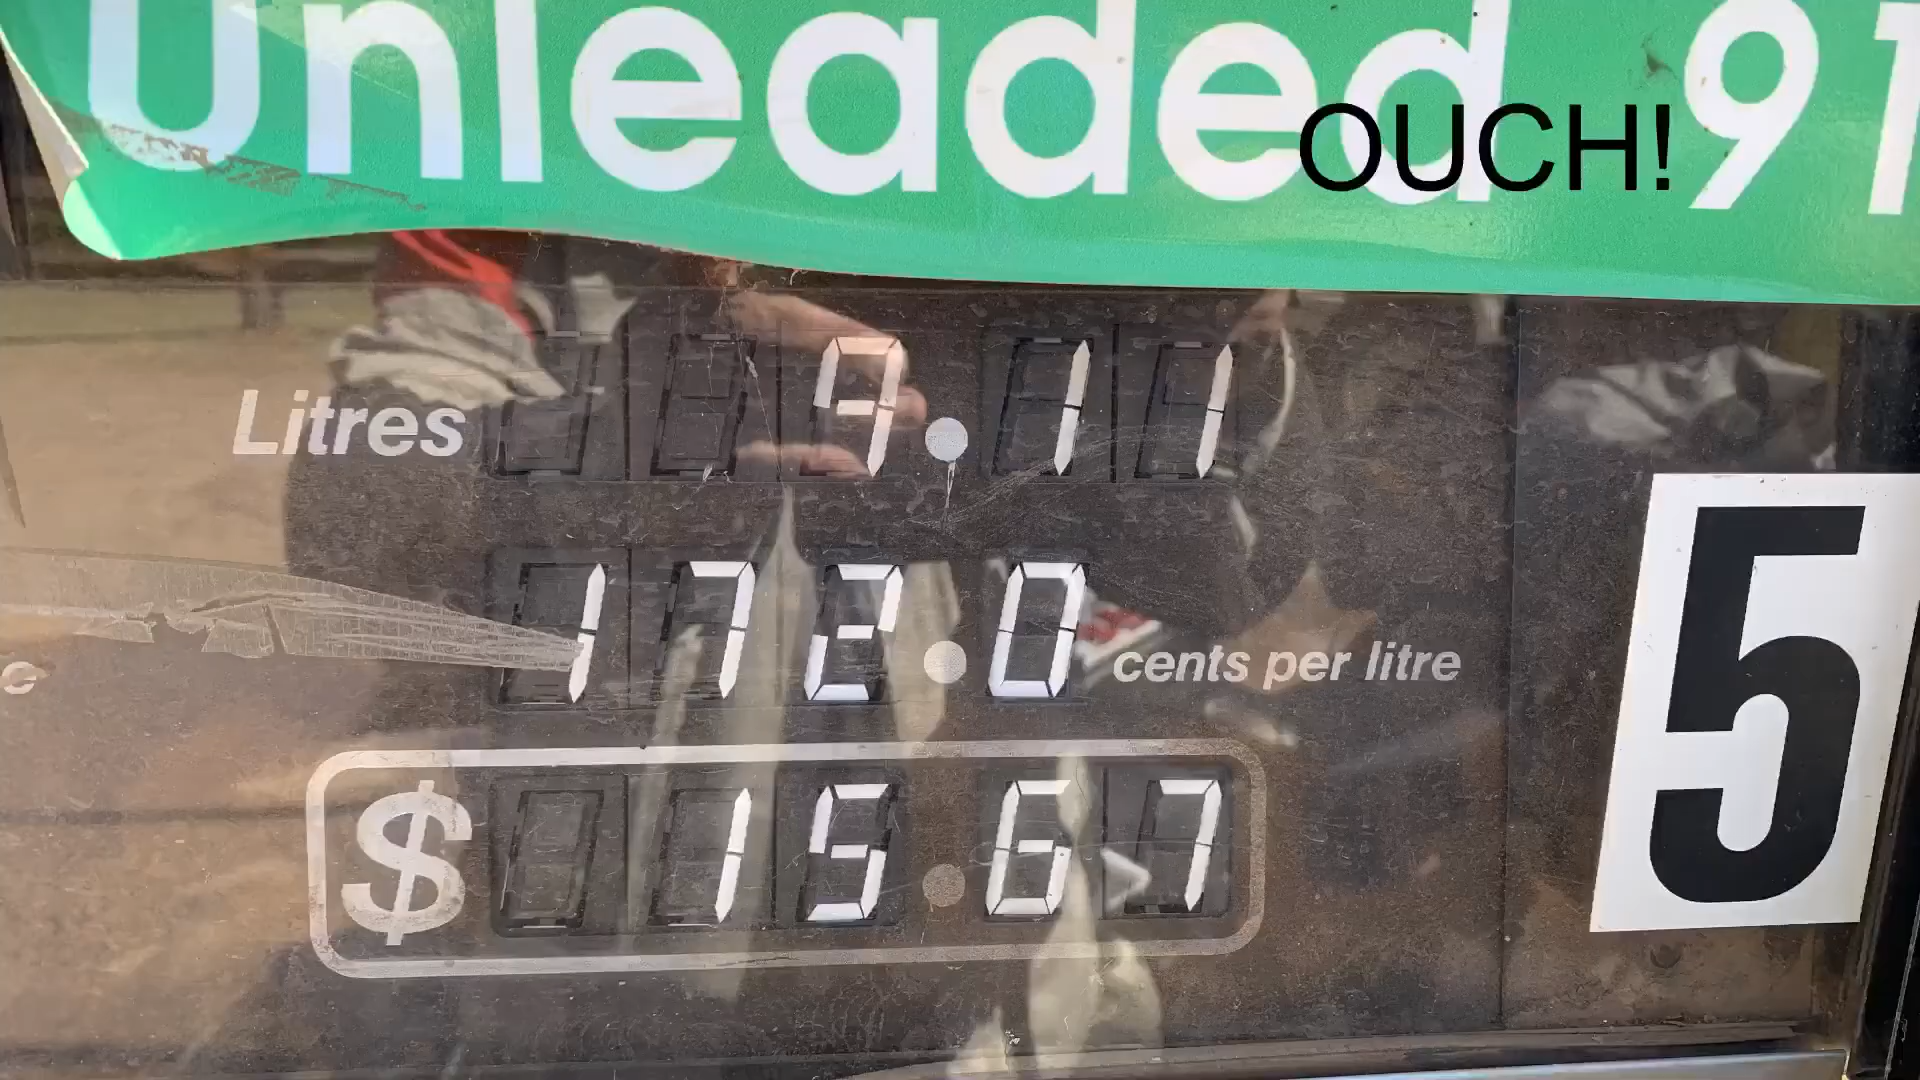 Unleaded 91
OUCH!
Litres 9.11
172.0 cents per litre
$ 15.67
5